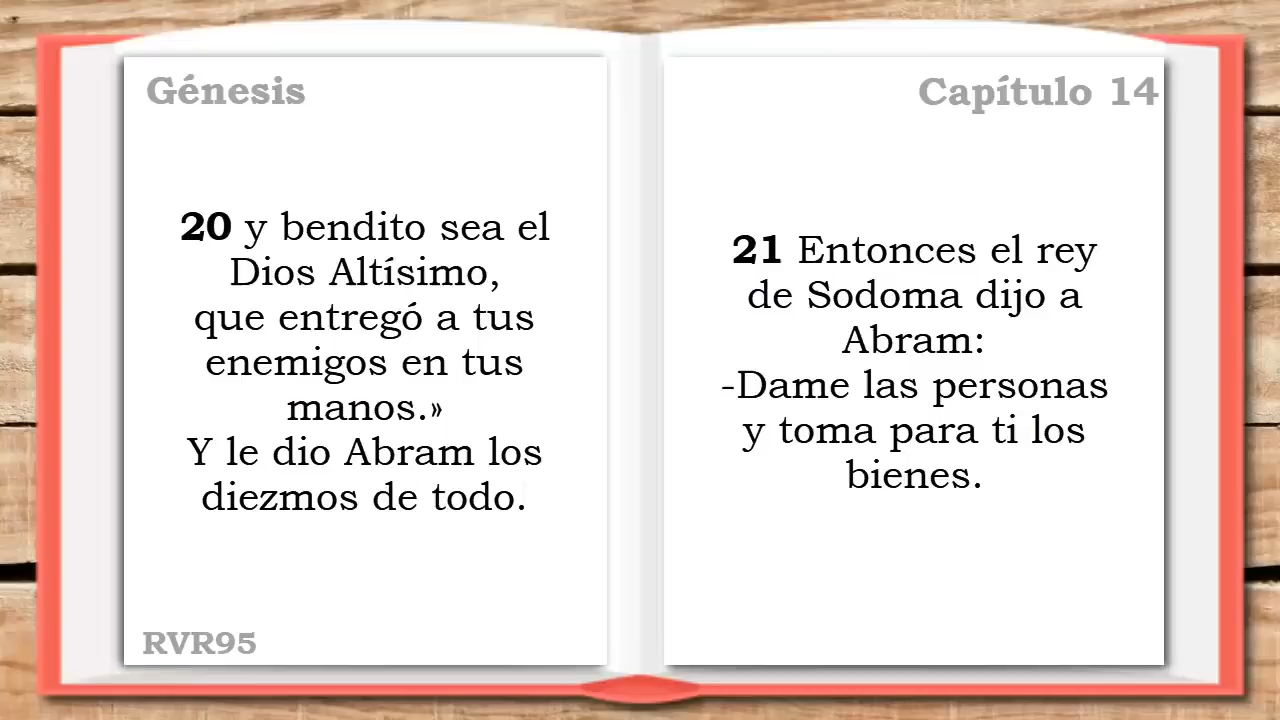 Génesis
20 y bendito sea el
Dios Altísimo,
que entregó a tus
enemigos en tus
manos.»
Y le dio Abram los
diezmos de todo.
RVR95
Capítulo 14
21 Entonces el rey
de Sodoma dijo a
Abram:
-Dame las personas
y toma para ti los
bienes.